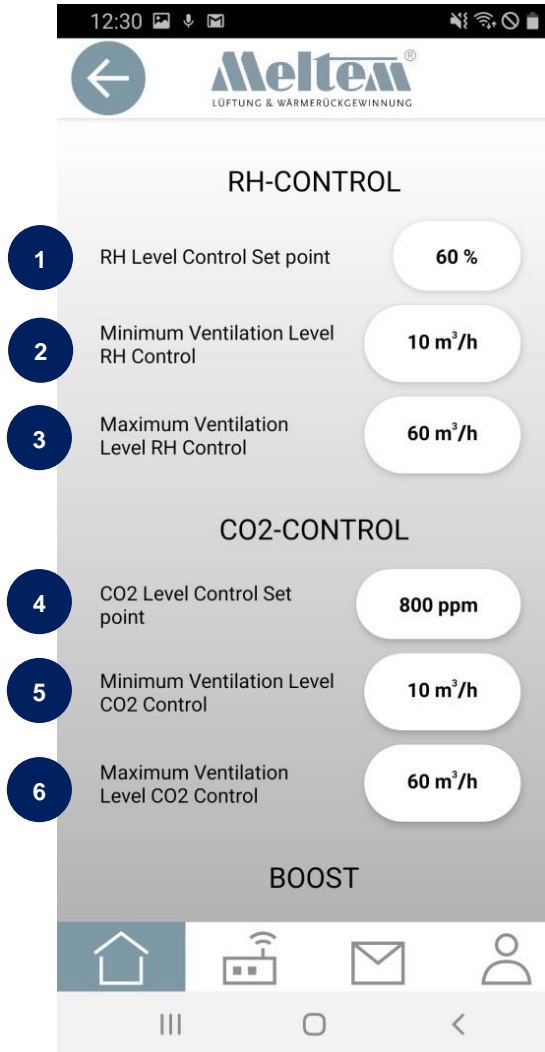 12:30
Meltem®
LÜFTUNG & WÄRMERÜCKGEWINNUNG
RH-CONTROL
1
RH Level Control Set point
60 %
2
Minimum Ventilation Level
RH Control
10 m³/h
3
Maximum Ventilation
Level RH Control
60 m³/h
CO2-CONTROL
4
CO2 Level Control Set
point
800 ppm
5
Minimum Ventilation Level
CO2 Control
10 m³/h
6
Maximum Ventilation
Level CO2 Control
60 m³/h
BOOST